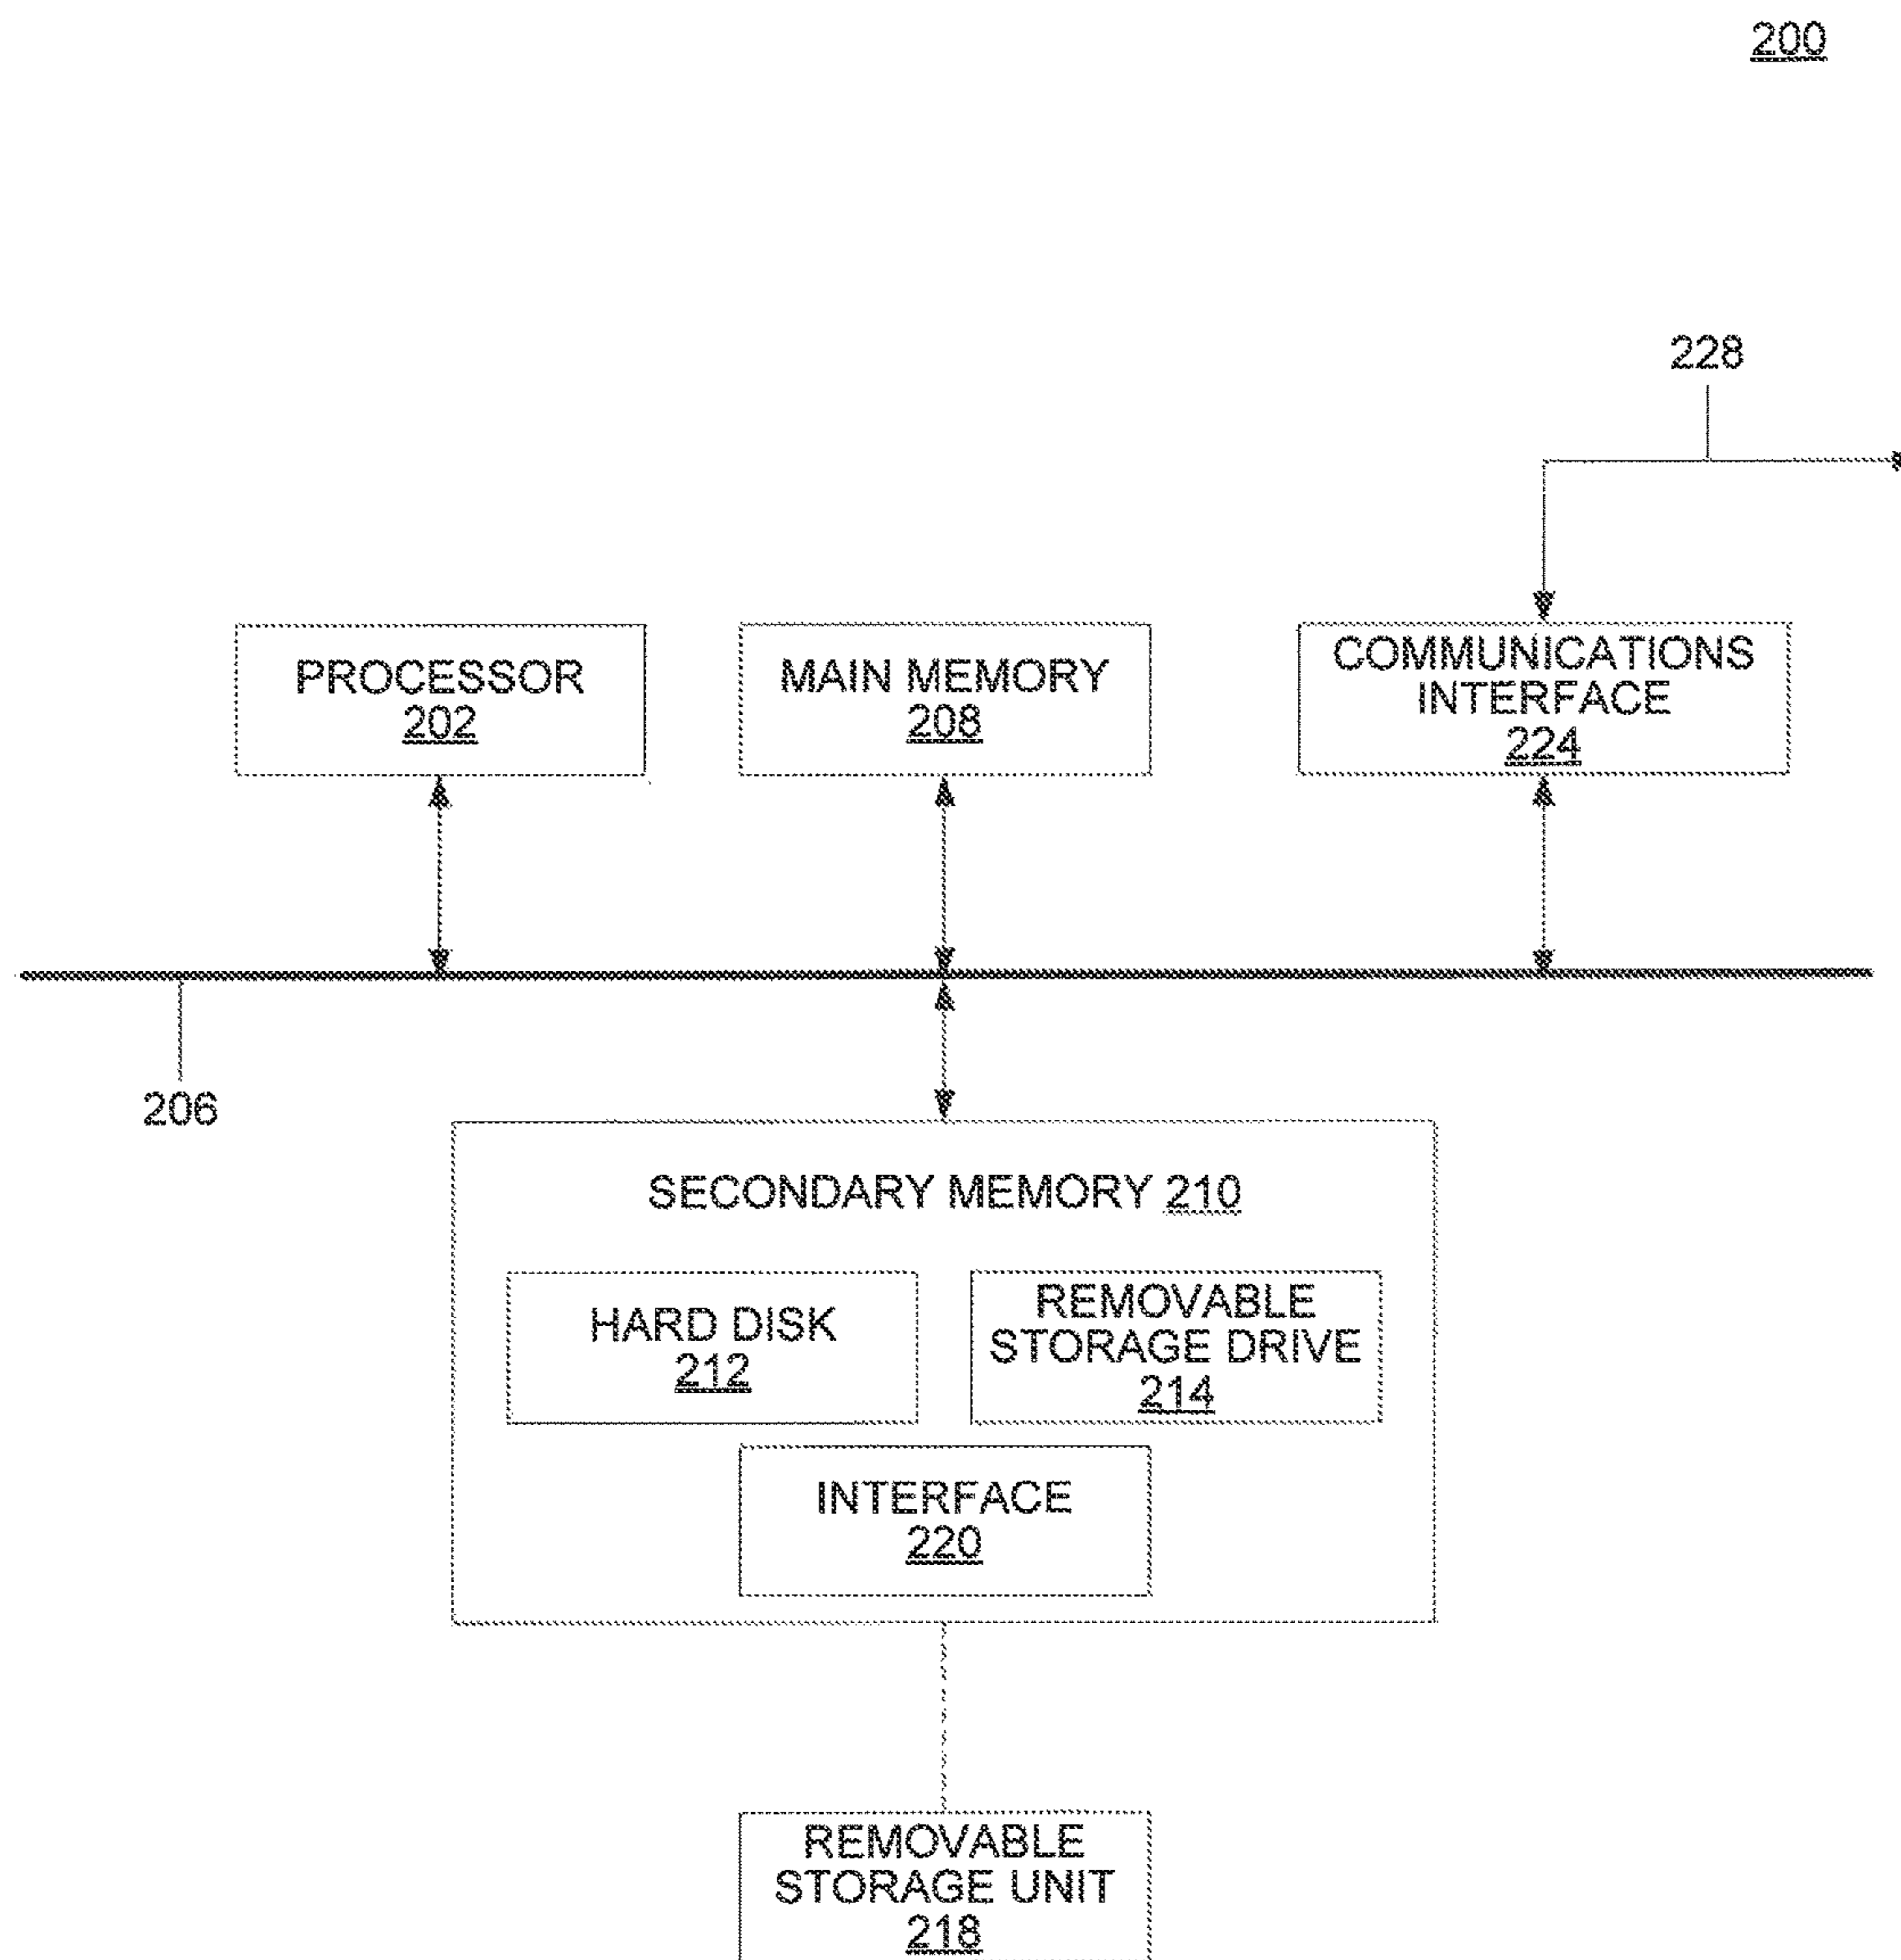 200
228
PROCESSOR
202
MAIN MEMORY
208
COMMUNICATIONS
INTERFACE
224
206
SECONDARY MEMORY 210
HARD DISK
212
REMOVABLE
STORAGE DRIVE
214
INTERFACE
220
REMOVABLE
STORAGE UNIT
218